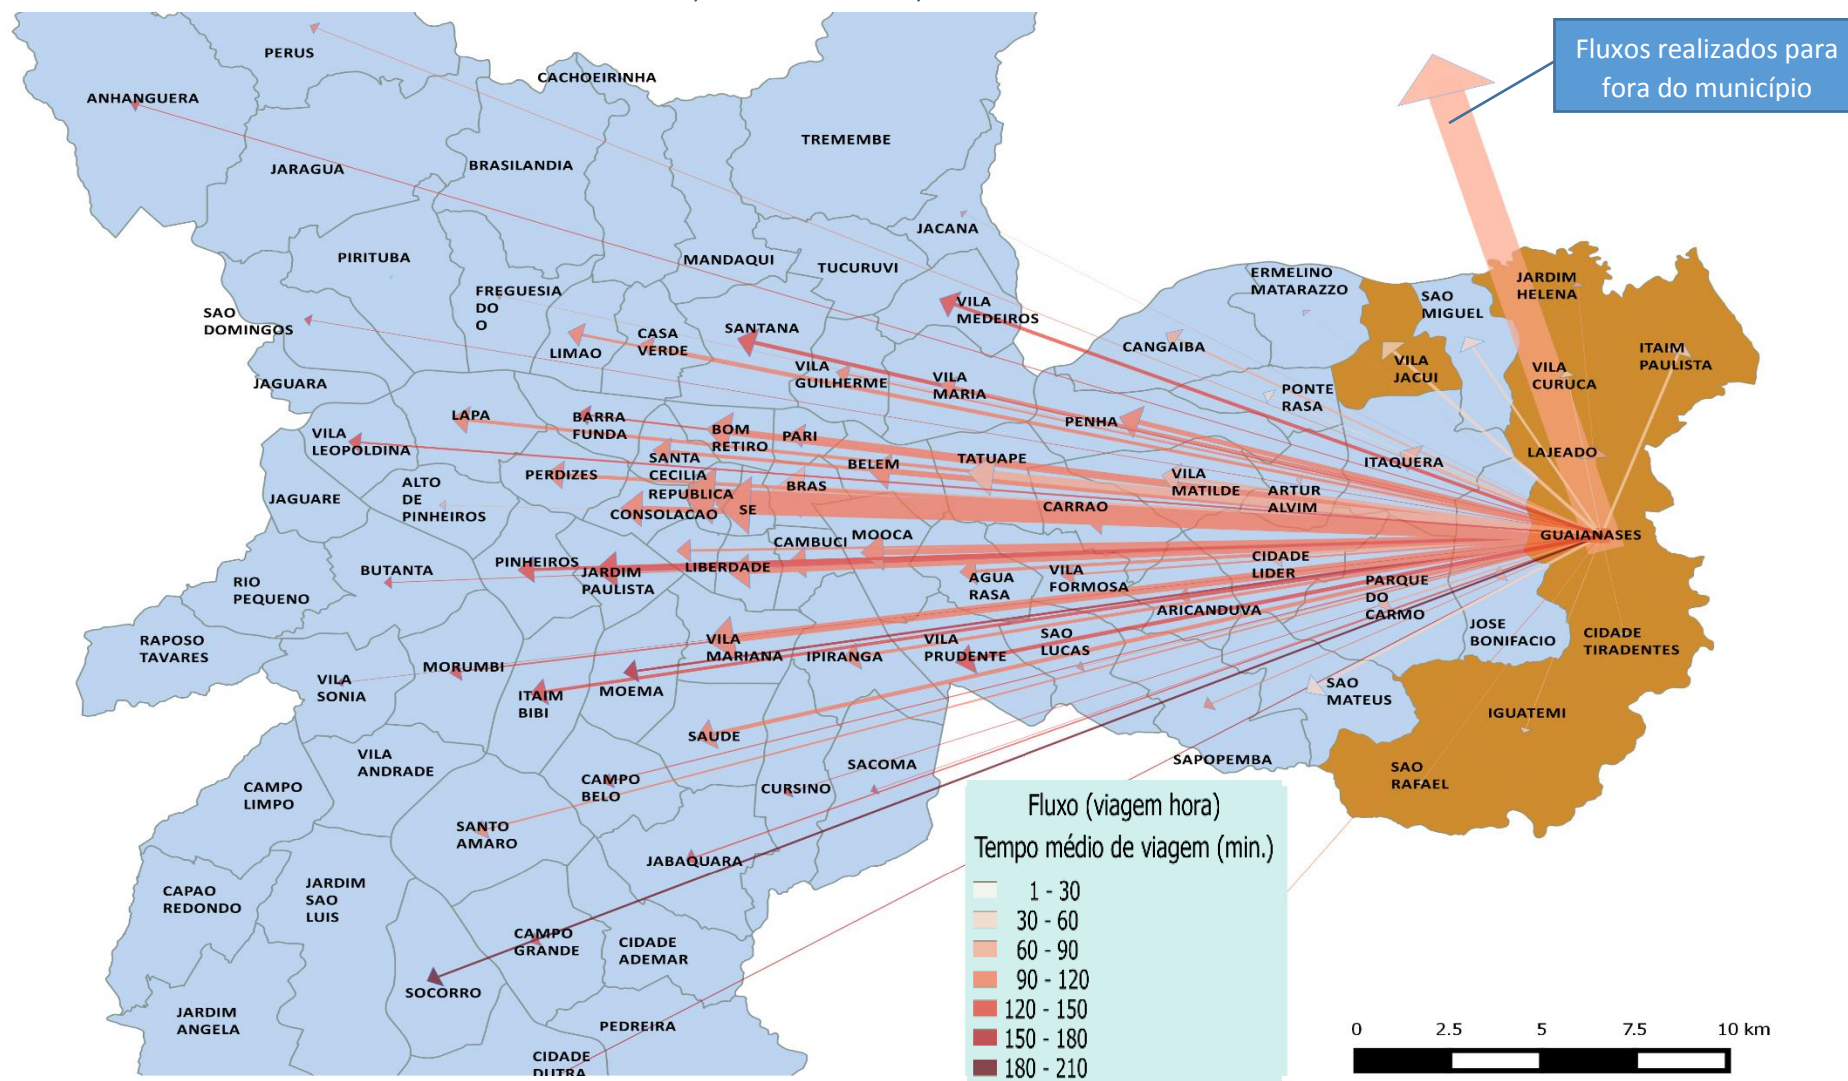 Fluxos realizados para
fora do município
PERUS
ANHANGUERA
CACHOEIRINHA
TREMEMBE
JARAGUA
BRASILANDIA
JACANA
PIRITUBA
MANDAQUI
TUCURUVI
FREGUESIA
DO
O
SAO
DOMINGOS
LIMAO
CASA
VERDE
SANTANA
VILA
MEDEIROS
ERMELINO
MATARAZZO
SAO
MIGUEL
JARDIM
HELENA
CANGAIBA
VILA
JACUI
VILA
CURUCA
ITAIM
PAULISTA
JAGUARA
VILA
GUILHERME
VILA
MARIA
PONTE
RASA
LAPA
BARRA
FUNDA
BOM
RETIRO
PARI
PENHA
VILA
LEOPOLDINA
SANTA
CECILIA
BELEM
TATUAPE
ITAQUERA
LAJEADO
PERDIZES
REPUBLICA
BRAS
VILA
MATILDE
ARTUR
ALVIM
JAGUARE
ALTO
DE
PINHEIROS
CONSOLACAO
SE
CARRAO
GUAIANASES
PINHEIROS
JARDIM
PAULISTA
LIBERDADE
CAMBUCI
MOOCA
CIDADE
LIDER
BUTANTA
RIO
PEQUENO
AGUA
RASA
VILA
FORMOSA
ARICANDUVA
PARQUE
DO
CARMO
RAPOSO
TAVARES
MORUMBI
VILA
SONIA
ITAIM
BIBI
MOEMA
VILA
MARIANA
IPIRANGA
VILA
PRUDENTE
SAO
LUCAS
JOSE
BONIFACIO
CIDADE
TIRADENTES
SAO
MATEUS
IGUATEMI
SAUDE
VILA
ANDRADE
SACOMA
SAPOPEMBA
SAO
RAFAEL
CAMPO
LIMPO
CAMPO
BELO
CURSINO
SANTO
AMARO
JABAQUARA
CAPAO
REDONDO
JARDIM
SAO
LUIS
CAMPO
GRANDE
CIDADE
ADEMAR
SOCORRO
JARDIM
ANGELA
PEDREIRA
CIDADE
DUTRA
Fluxo (viagem hora)
Tempo médio de viagem (min.)
1 - 30
30 - 60
60 - 90
90 - 120
120 - 150
150 - 180
180 - 210
0 2.5 5 7.5 10 km